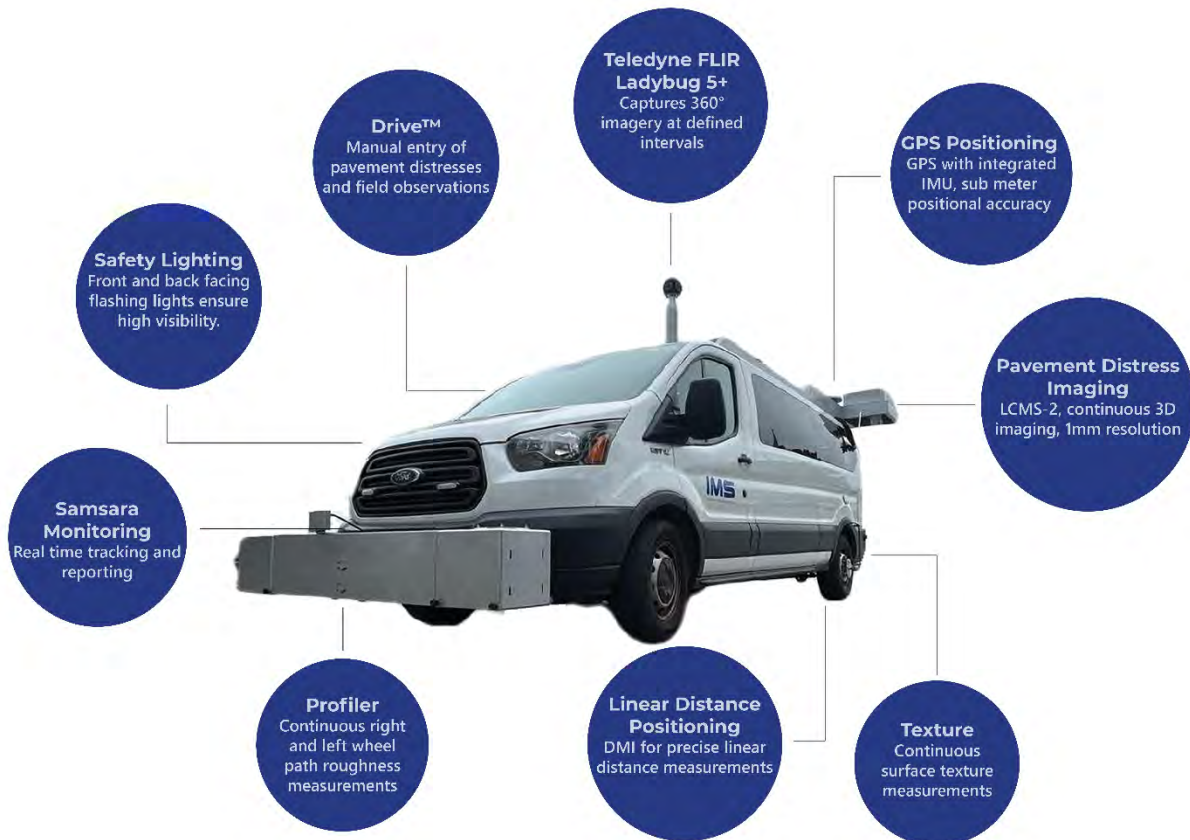 Teledyne FLIR
Ladybug 5+
Captures 360°
imagery at defined
intervals
Drive™
Manual entry of
pavement distresses
and field observations
GPS Positioning
GPS with integrated
IMU, sub meter
positional accuracy
Safety Lighting
Front and back facing
flashing lights ensure
high visibility.
Pavement Distress
Imaging
LCMS-2, continuous 3D
imaging, 1mm resolution
IMS
Samsara
Monitoring
Real time tracking and
reporting
Profiler
Continuous right
and left wheel
path roughness
measurements
Linear Distance
Positioning
DMI for precise linear
distance measurements
Texture
Continuous
surface texture
measurements